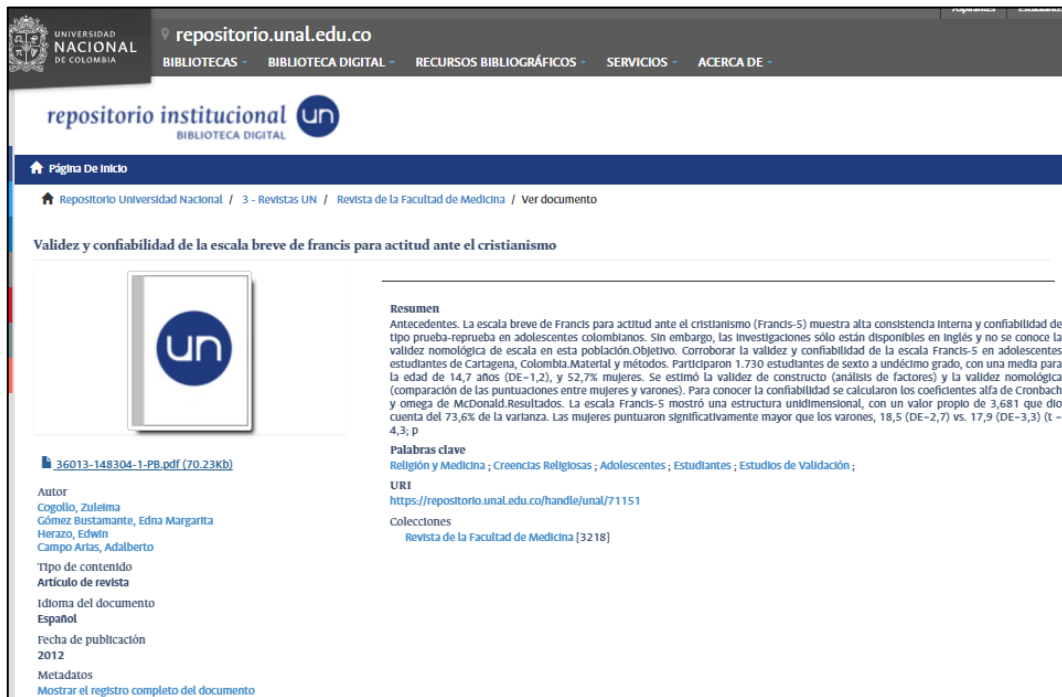 Aspirantes Estudiantes
UNIVERSIDAD
NACIONAL
DE COLOMBIA
repositorio.unal.edu.co
BIBLIOTECAS BIBLIOTECA DIGITAL RECURSOS BIBLIOGRÁFICOS SERVICIOS ACERCA DE
repositorio institucional un
BIBLIOTECA DIGITAL
Página De Inicio
Repositorio Universidad Nacional / 3 - Revistas UN / Revista de la Facultad de Medicina / Ver documento
Validez y confiabilidad de la escala breve de francis para actitud ante el cristianismo
un
36013-148304-1-PB.pdf (70.23Kb)
Autor
Cogollo, Zuleima
Gómez Bustamante, Edna Margarita
Herazo, Edwin
Campo Arias, Adalberto
Tipo de contenido
Artículo de revista
Idioma del documento
Español
Fecha de publicación
2012
Metadatos
Mostrar el registro completo del documento
Resumen
Antecedentes. La escala breve de Francis para actitud ante el cristianismo (Francis-5) muestra alta consistencia interna y confiabilidad de
tipo prueba-reprueba en adolescentes colombianos. Sin embargo, las investigaciones sólo están disponibles en inglés y no se conoce la
validez nomológica de escala en esta población.Objetivo. Corroborar la validez y confiabilidad de la escala Francis-5 en adolescentes
estudiantes de Cartagena, Colombia.Material y métodos. Participaron 1.730 estudiantes de sexto a undécimo grado, con una media para
la edad de 14,7 años (DE=1,2), y 52,7% mujeres. Se estimó la validez de constructo (análisis de factores) y la validez nomológica
(comparación de las puntuaciones entre mujeres y varones). Para conocer la confiabilidad se calcularon los coeficientes alfa de Cronbach
y omega de McDonald.Resultados. La escala Francis-5 mostró una estructura unidimensional, con un valor propio de 3,681 que dio
cuenta del 73,6% de la varianza. Las mujeres puntuaron significativamente mayor que los varones, 18,5 (DE=2,7) vs. 17,9 (DE=3,3) (t =
4,3; p
Palabras clave
Religión y Medicina ; Creencias Religiosas ; Adolescentes ; Estudiantes ; Estudios de Validación ;
URI
https://repositorio.unal.edu.co/handle/unal/71151
Colecciones
Revista de la Facultad de Medicina [3218]